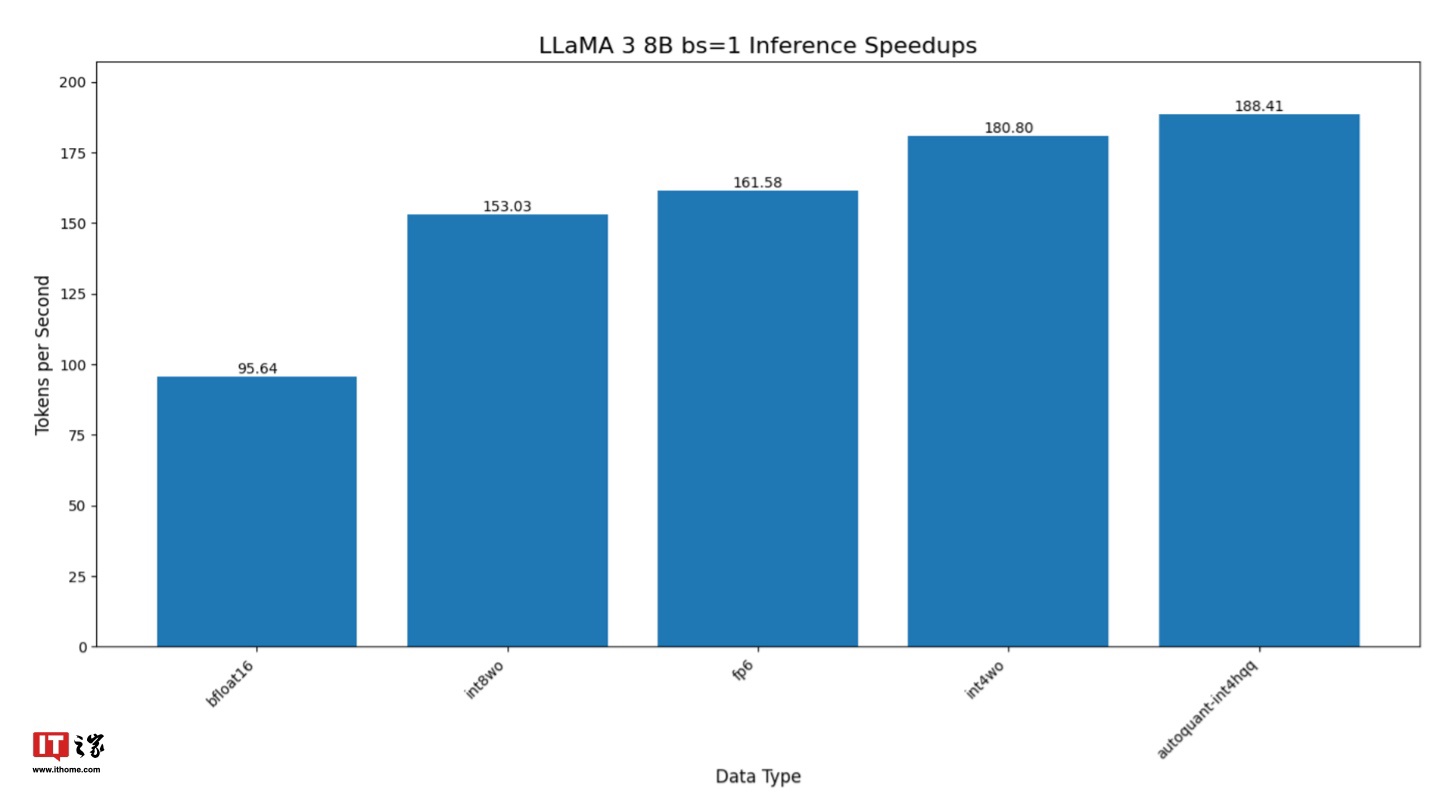 LLaMA 3 8B bs=1 Inference Speedups
Tokens per Second
200
175
150
125
100
75
50
25
0
95.64
153.03
161.58
180.80
188.41
bfloat16
int8wo
fp6
int4wo
autoquant-int4hqq
Data Type
IT之家
www.ithome.com